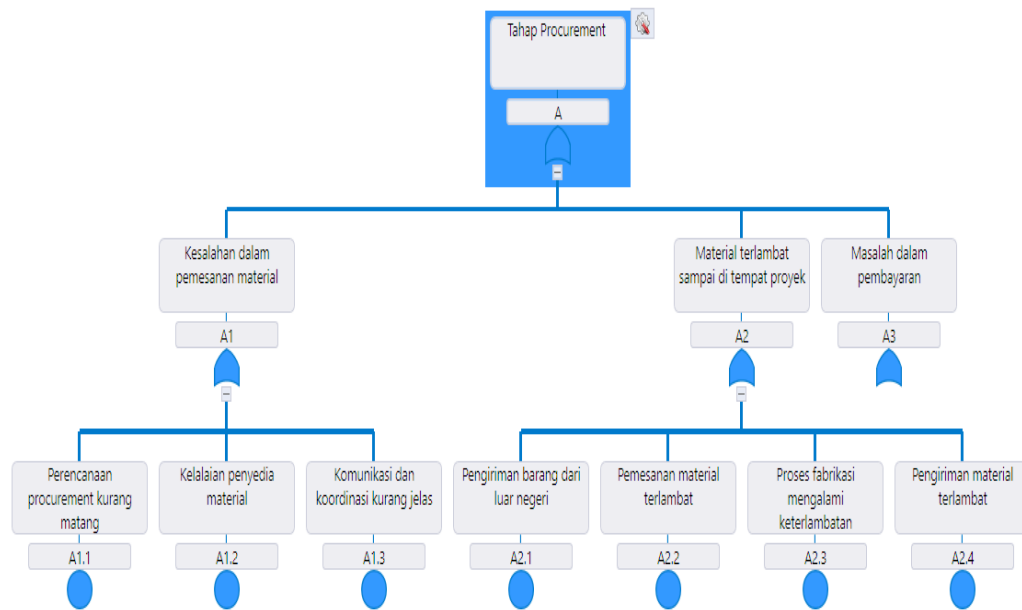 Tahap Procurement
A
Kesalahan dalam
pemesanan material
A1
Material terlambat
sampai di tempat proyek
A2
Masalah dalam
pembayaran
A3
Perencanaan
procurement kurang
matang
A1.1
Kelalaian penyedia
material
A1.2
Komunikasi dan
koordinasi kurang jelas
A1.3
Pengiriman barang dari
luar negeri
A2.1
Pemesanan material
terlambat
A2.2
Proses fabrikasi
mengalami
keterlambatan
A2.3
Pengiriman material
terlambat
A2.4